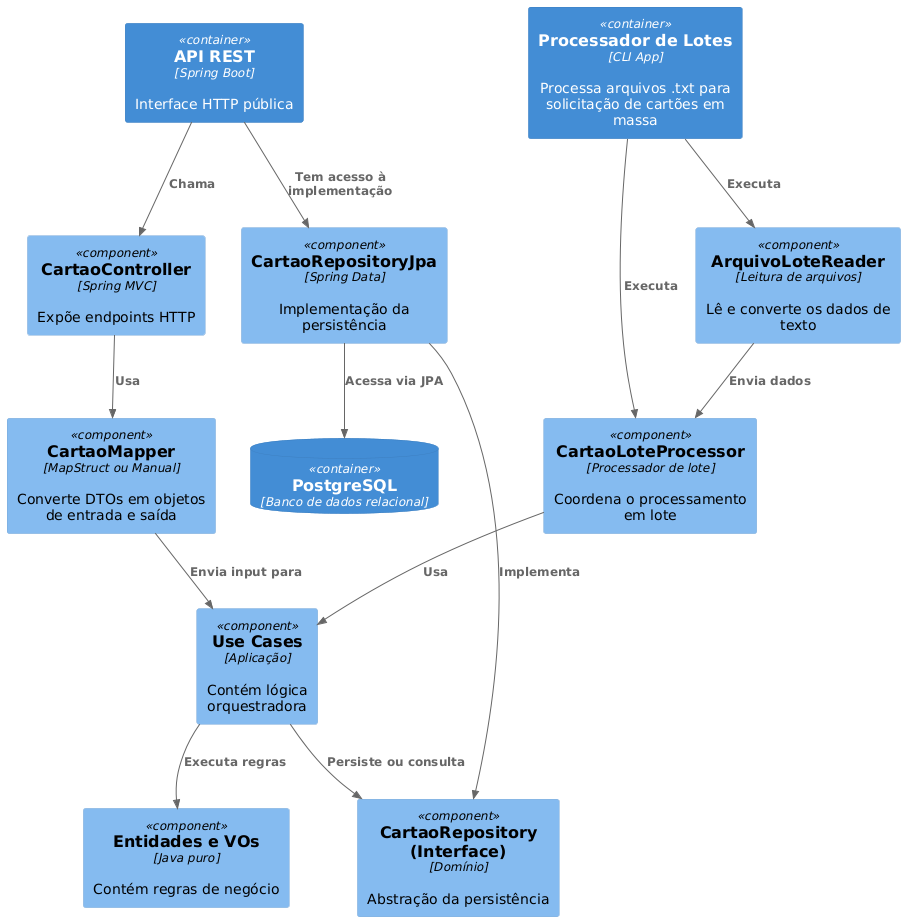 «container»
API REST
[Spring Boot]
Interface HTTP pública
«container»
Processador de Lotes
[CLI App]
Processa arquivos .txt para
solicitação de cartões em
massa
Chama
Tem acesso à
implementação
Executa
Executa
«component»
CartaoController
[Spring MVC]
Expõe endpoints HTTP
«component»
CartaoRepositoryJpa
[Spring Data]
Implementação da
persistência
«component»
ArquivoLoteReader
[Leitura de arquivos]
Lê e converte os dados de
texto
Usa
Acessa via JPA
Envia dados
«component»
CartaoMapper
[MapStruct ou Manual]
Converte DTOs em objetos
de entrada e saída
«container»
PostgreSQL
[Banco de dados relacional]
«component»
CartaoLoteProcessor
[Processador de lote]
Coordena o processamento
em lote
Envia input para
Usa
Implementa
«component»
Use Cases
[Aplicação]
Contém lógica
orquestradora
Executa regras
Persiste ou consulta
«component»
Entidades e VOs
[Java puro]
Contém regras de negócio
«component»
CartaoRepository
(Interface)
[Domínio]
Abstração da persistência